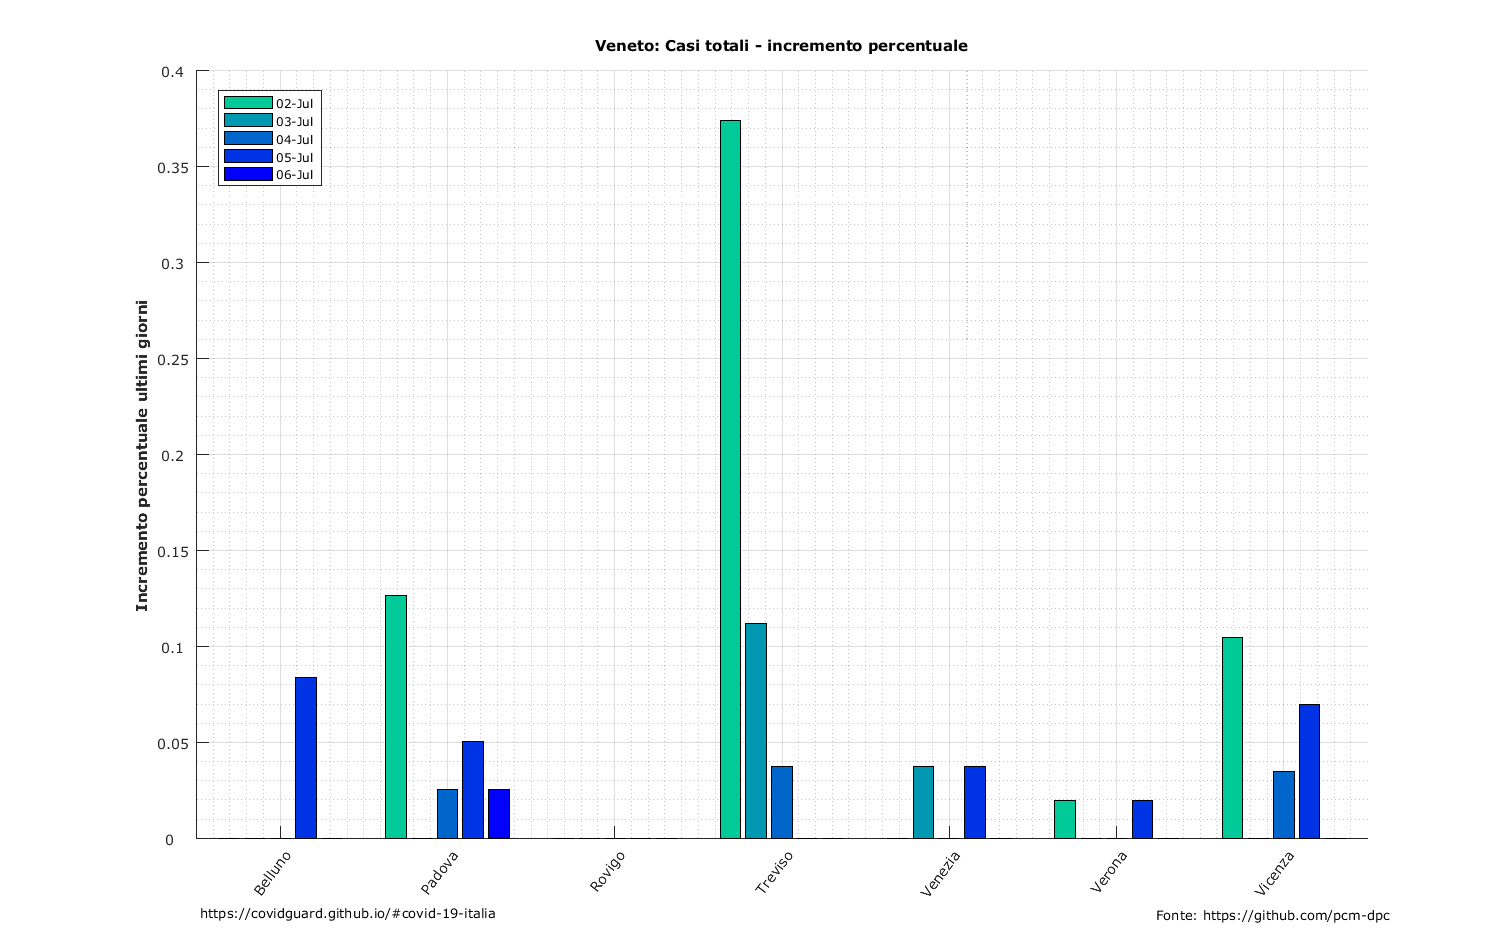 Veneto: Casi totali - incremento percentuale
0.4
0.35
0.3
0.25
0.2
0.15
0.1
0.05
0
Incremento percentuale ultimi giorni
02-Jul
03-Jul
04-Jul
05-Jul
06-Jul
Belluno
Padova
Rovigo
Treviso
Venezia
Verona
Vicenza
https://covidguard.github.io/#covid-19-italia
Fonte: https://github.com/pcm-dpc